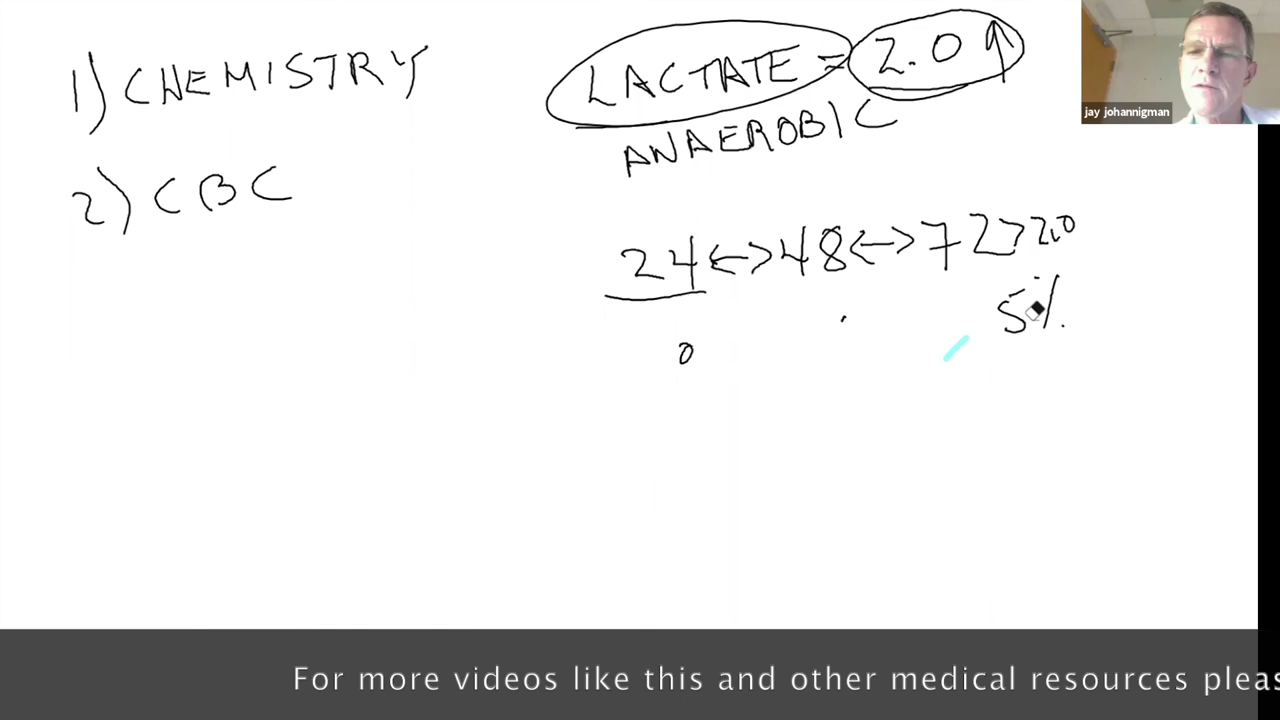 1) CHEMISTRY
2) CBC
LACTATE = 2.0 ↑
ANAEROBIC
24 <-> 48 <-> 72 > 2.0
5%
0
jay johannigman
For more videos like this and other medical resources pleas